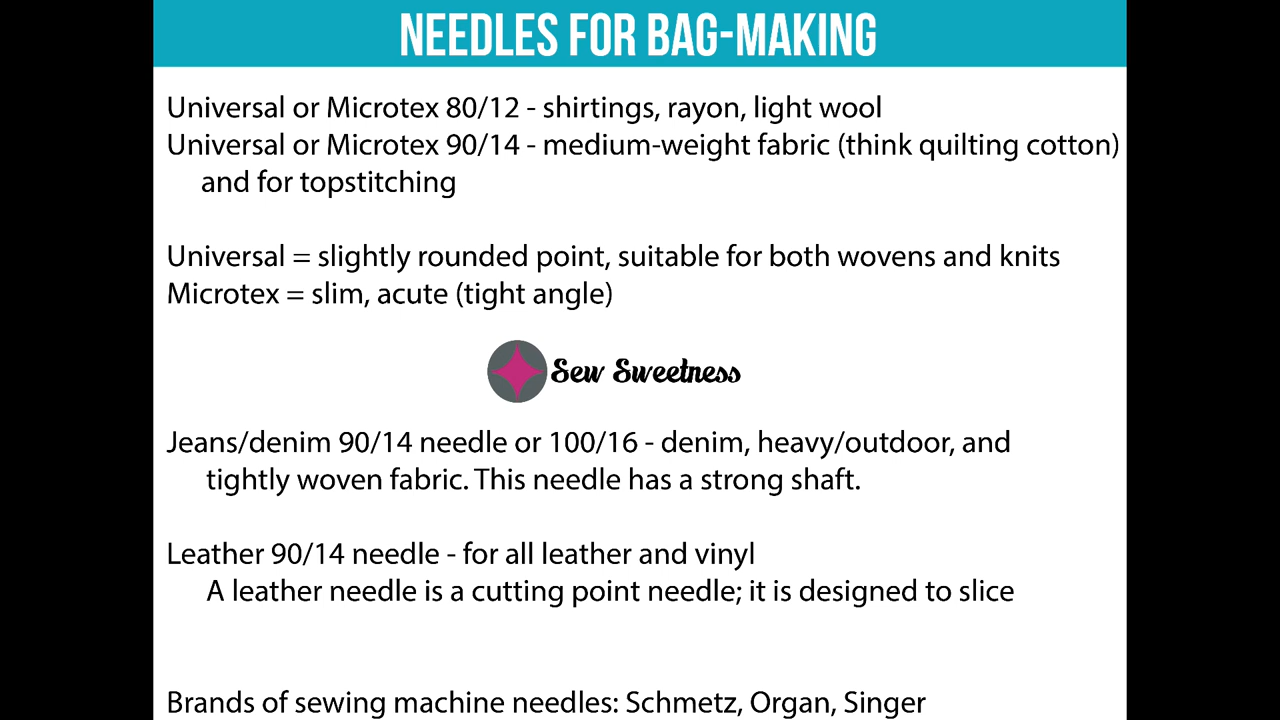 NEEDLES FOR BAG-MAKING
Universal or Microtex 80/12 - shirtings, rayon, light wool
Universal or Microtex 90/14 - medium-weight fabric (think quilting cotton)
and for topstitching
Universal = slightly rounded point, suitable for both wovens and knits
Microtex = slim, acute (tight angle)
Sew Sweetness
Jeans/denim 90/14 needle or 100/16 - denim, heavy/outdoor, and
tightly woven fabric. This needle has a strong shaft.
Leather 90/14 needle - for all leather and vinyl
A leather needle is a cutting point needle; it is designed to slice
Brands of sewing machine needles: Schmetz, Organ, Singer